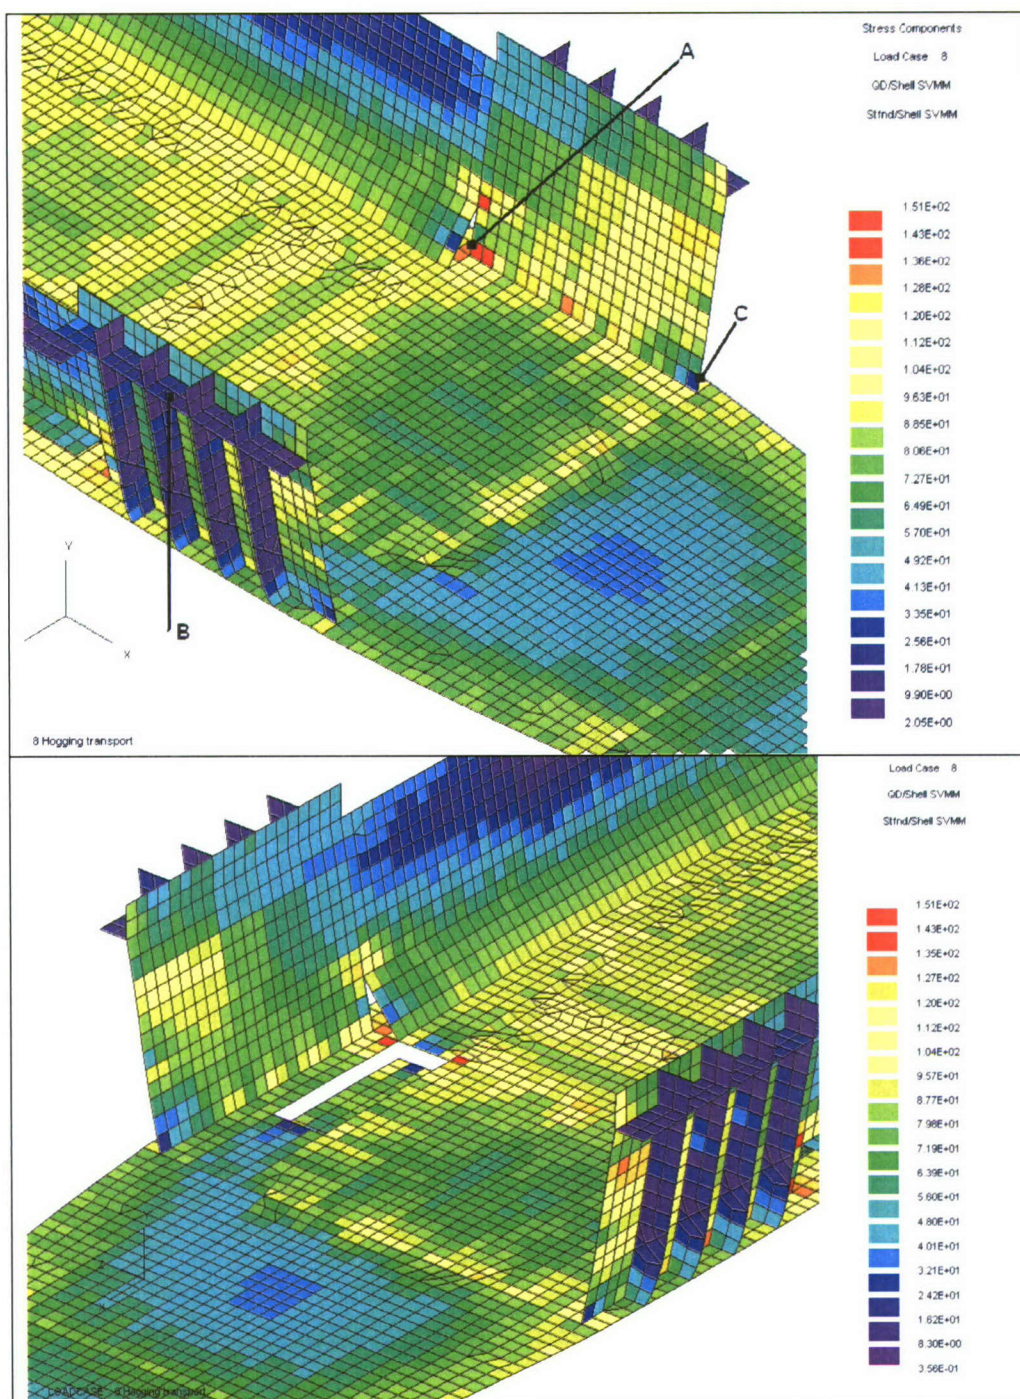 A
Stress Components
Load Case 8
QD/Shell SVMM
Stfnd/Shell SVMM
1.51E+02
1.43E+02
1.36E+02
1.28E+02
1.20E+02
1.12E+02
1.04E+02
9.63E+01
8.85E+01
8.06E+01
7.27E+01
6.49E+01
5.70E+01
4.92E+01
4.13E+01
3.35E+01
2.56E+01
1.78E+01
9.90E+00
2.05E+00
C
Y
X
B
8 Hogging transport
Load Case 8
QD/Shell SVMM
Stfnd/Shell SVMM
1.51E+02
1.43E+02
1.35E+02
1.27E+02
1.20E+02
1.12E+02
1.04E+02
9.57E+01
8.77E+01
7.98E+01
7.19E+01
6.39E+01
5.60E+01
4.80E+01
4.01E+01
3.21E+01
2.42E+01
1.62E+01
8.30E+00
3.56E-01
LOADCASE Hogging transport